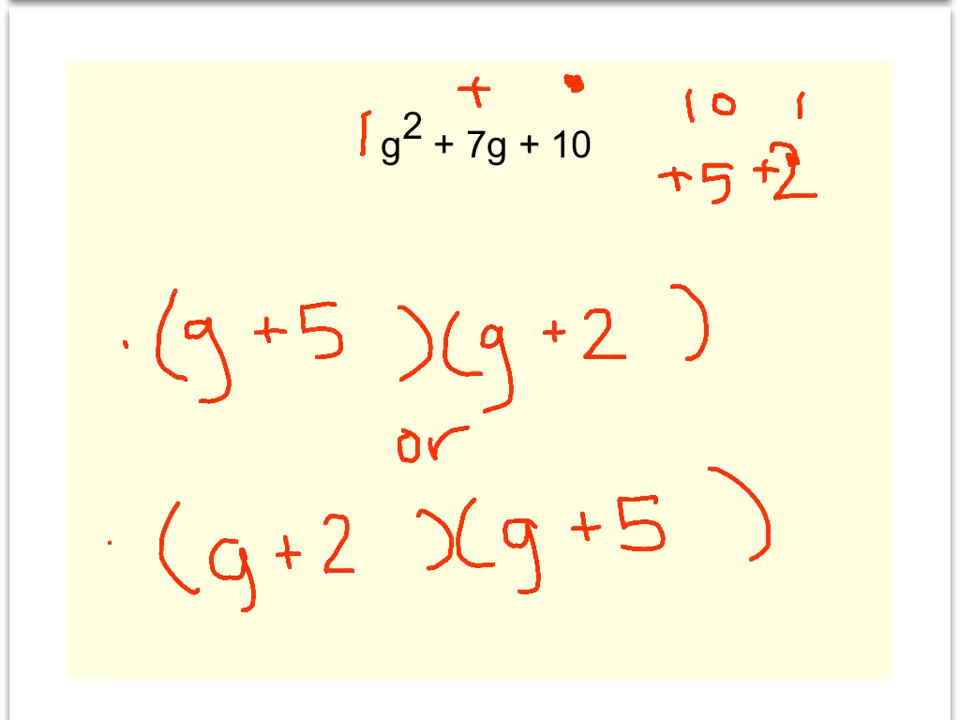 + •
1g² + 7g + 10
10 1
+5 +2
(g + 5)(g + 2)
or
(g + 2)(g + 5)